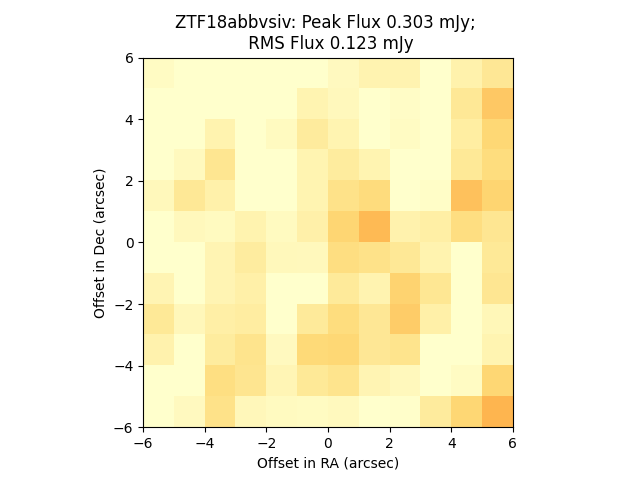 ZTF18abbvsiv: Peak Flux 0.303 mJy;
RMS Flux 0.123 mJy
6
4
2
0
−2
−4
−6
Offset in Dec (arcsec)
−6 −4 −2 0 2 4 6
Offset in RA (arcsec)